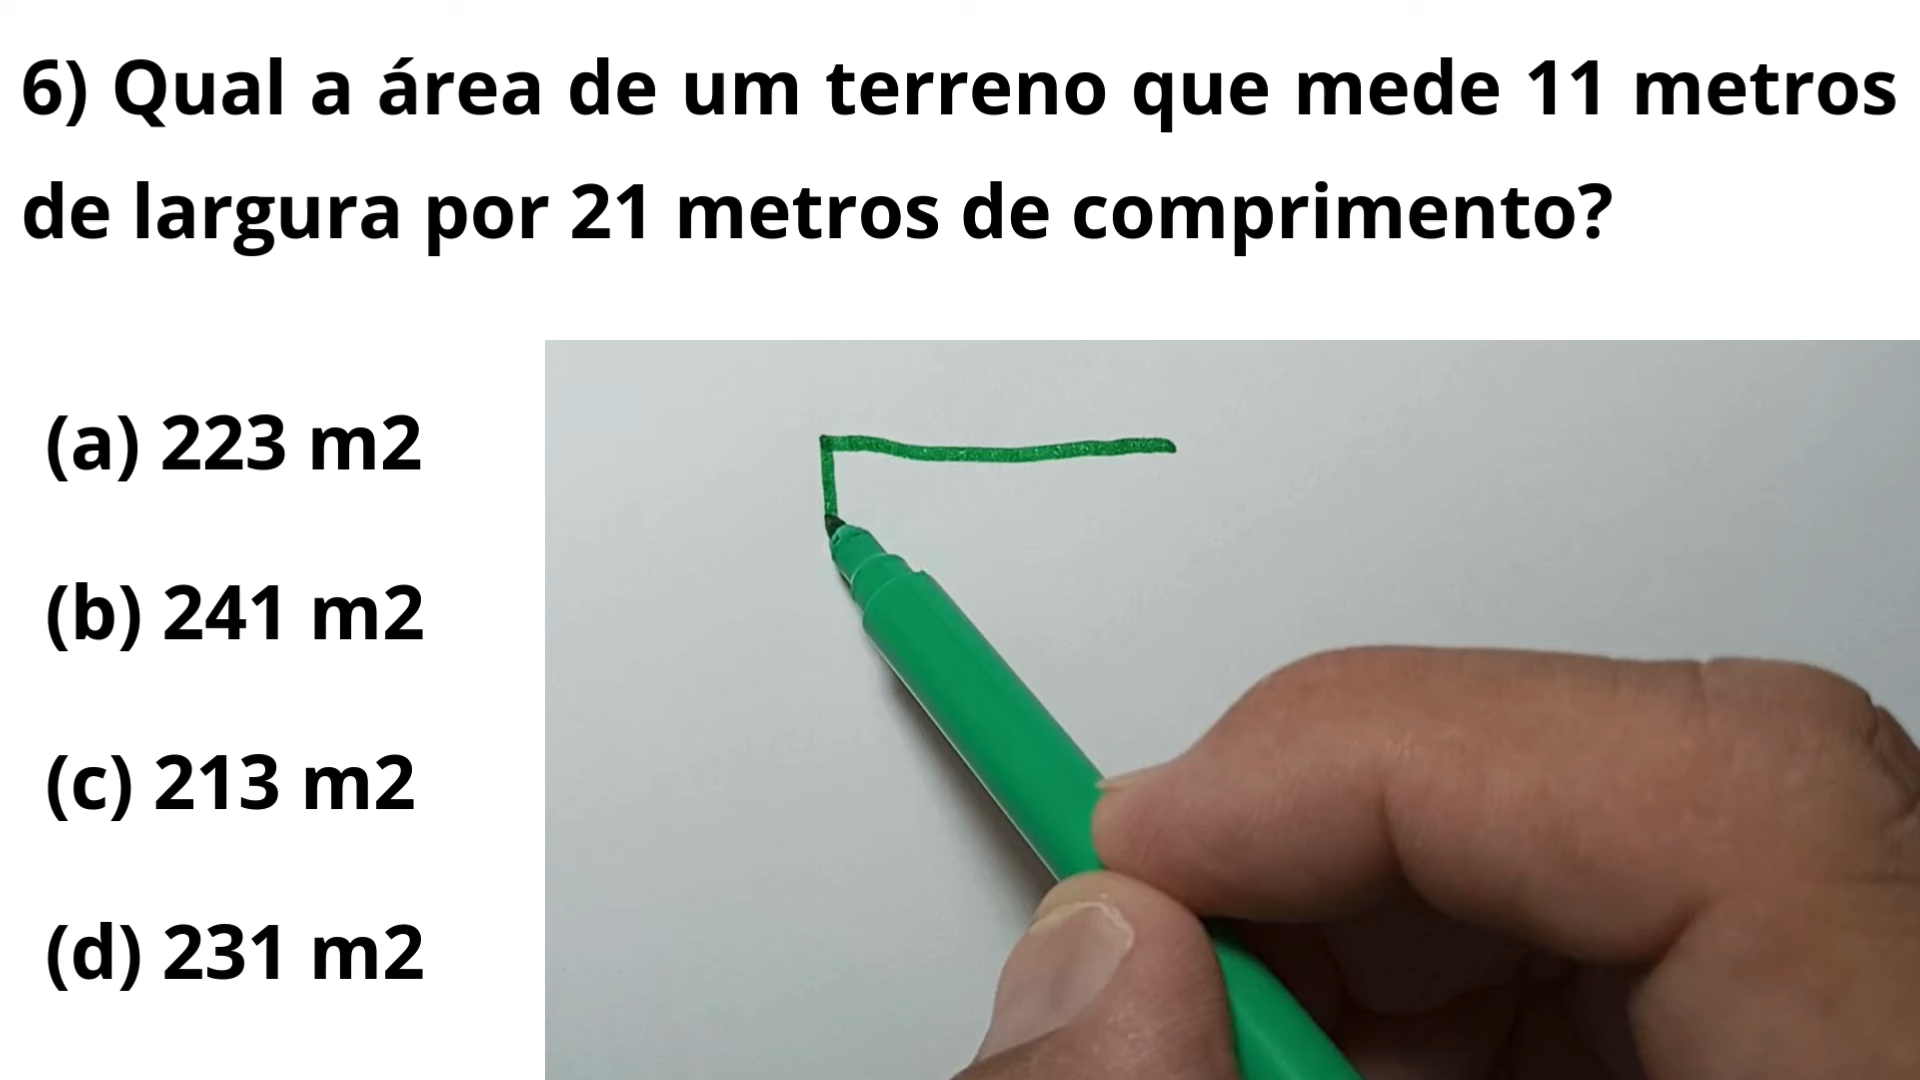 6) Qual a área de um terreno que mede 11 metros
de largura por 21 metros de comprimento?
(a) 223 m2
(b) 241 m2
(c) 213 m2
(d) 231 m2